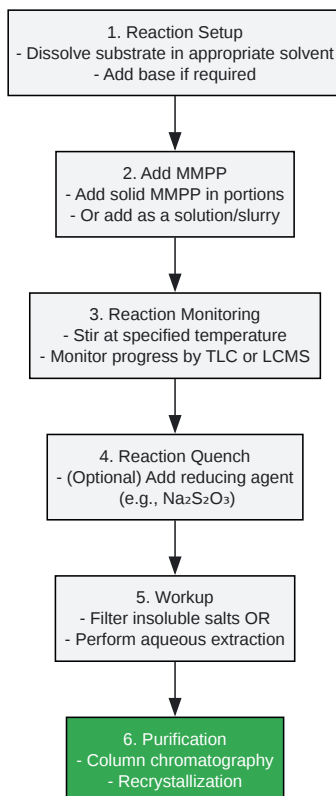 1. Reaction Setup
- Dissolve substrate in appropriate solvent
- Add base if required
2. Add MMPP
- Add solid MMPP in portions
- Or add as a solution/slurry
3. Reaction Monitoring
- Stir at specified temperature
- Monitor progress by TLC or LCMS
4. Reaction Quench
- (Optional) Add reducing agent
(e.g., Na₂S₂O₃)
5. Workup
- Filter insoluble salts OR
- Perform aqueous extraction
6. Purification
- Column chromatography
- Recrystallization